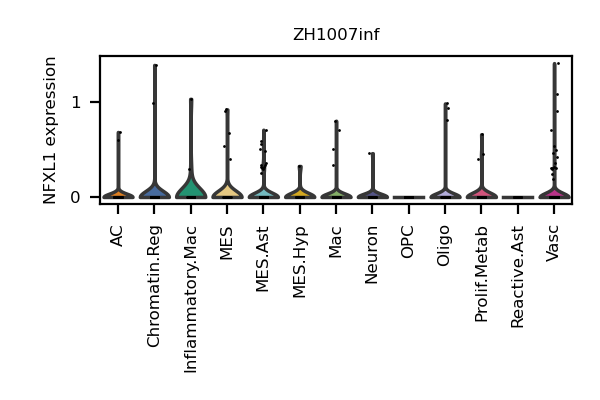 ZH1007inf
NFXL1 expression
1
0
AC
Chromatin.Reg
Inflammatory.Mac
MES
MES.Ast
MES.Hyp
Mac
Neuron
OPC
Oligo
Prolif.Metab
Reactive.Ast
Vasc